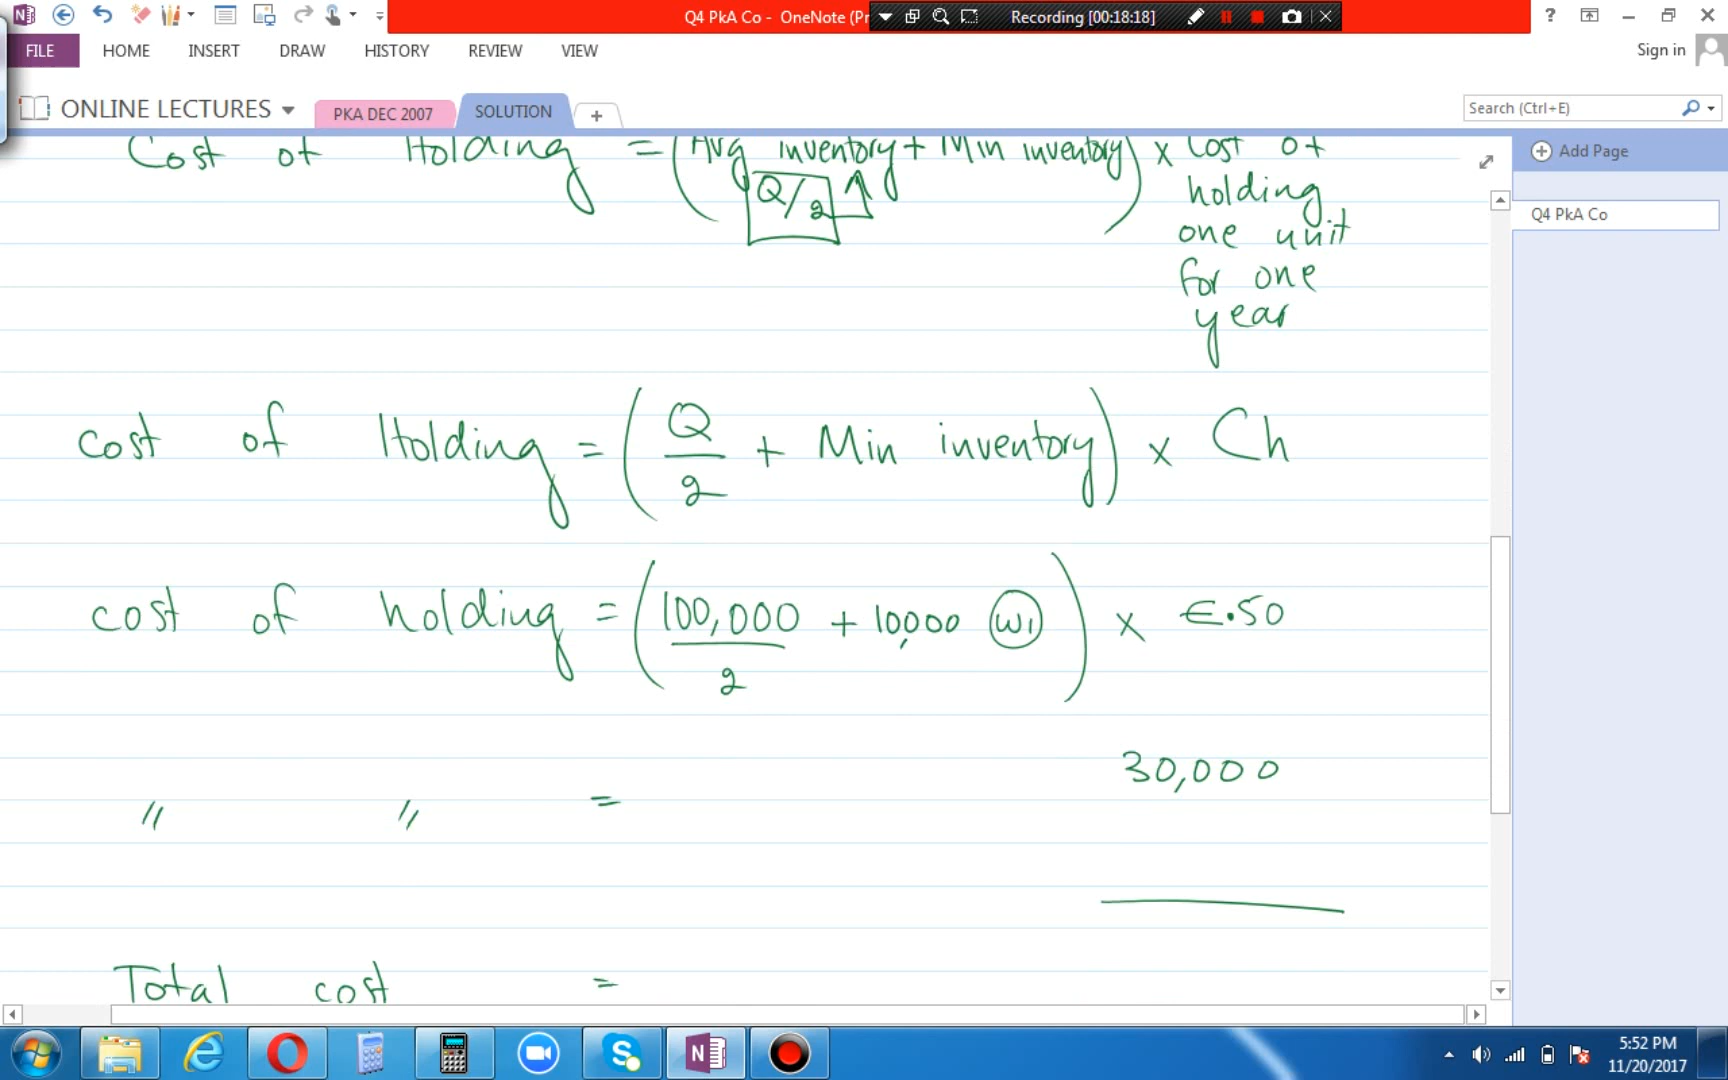 Q4 PkA Co - OneNote (Pr
Recording [00:18:18]
FILE HOME INSERT DRAW HISTORY REVIEW VIEW
Sign in
ONLINE LECTURES PKA DEC 2007 SOLUTION
Search (Ctrl+E)
Add Page
Q4 PkA Co
Cost of Holding = (Avg inventory + Min inventory) x Cost of
Q/2
holding
one unit
for one
year
Cost of Holding = (Q/2 + Min inventory) x Ch
cost of holding = (100,000/2 + 10,000 W1) x €.50
30,000
" " =
Total cost =
5:52 PM
11/20/2017